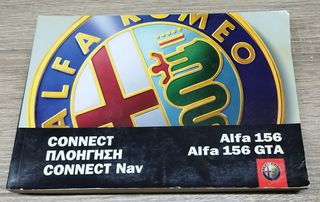 ALFA ROMEO
CONNECT
ΠΛΟΗΓΗΣΗ
CONNECT Nav
Alfa 156
Alfa 156 GTA